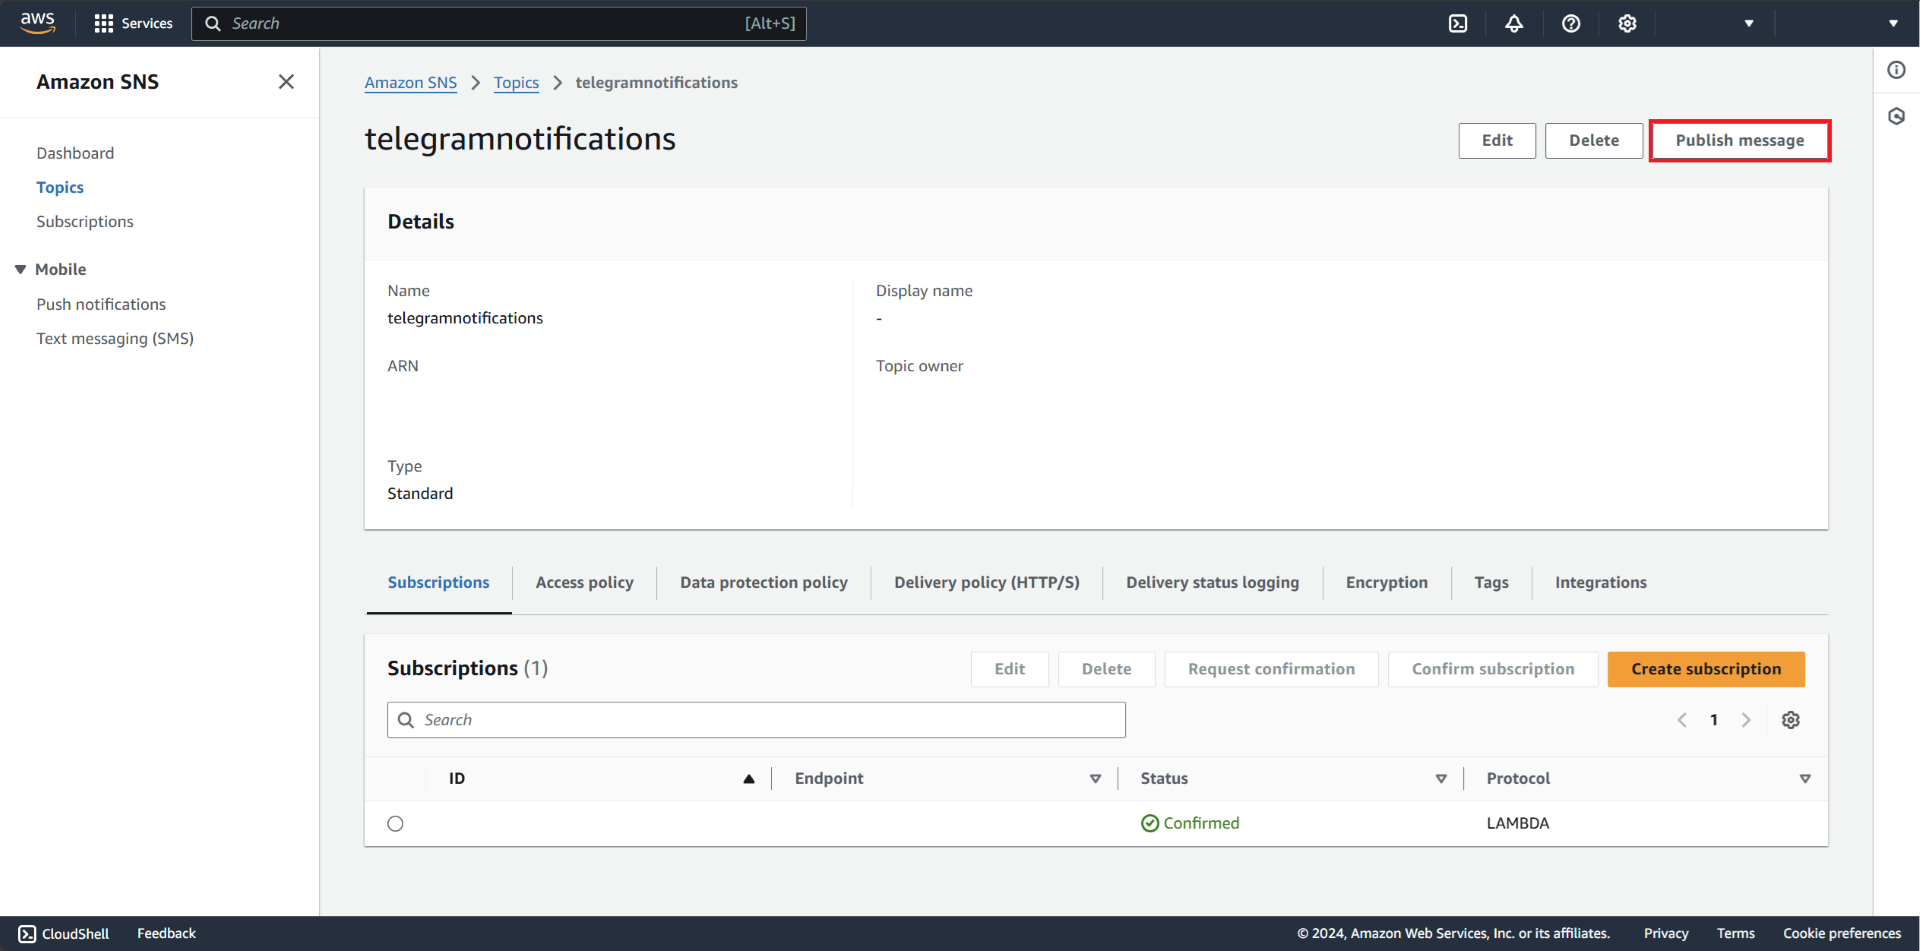 aws Services Search [Alt+S]
Amazon SNS
Dashboard
Topics
Subscriptions
Mobile
Push notifications
Text messaging (SMS)
Amazon SNS Topics telegramnotifications
telegramnotifications
Edit Delete Publish message
Details
Name
telegramnotifications
Display name
-
ARN
Topic owner
Type
Standard
Subscriptions Access policy Data protection policy Delivery policy (HTTP/S) Delivery status logging Encryption Tags Integrations
Subscriptions (1)
Edit Delete Request confirmation Confirm subscription Create subscription
Search
1
ID Endpoint Status Protocol
Confirmed LAMBDA
CloudShell Feedback © 2024, Amazon Web Services, Inc. or its affiliates. Privacy Terms Cookie preferences